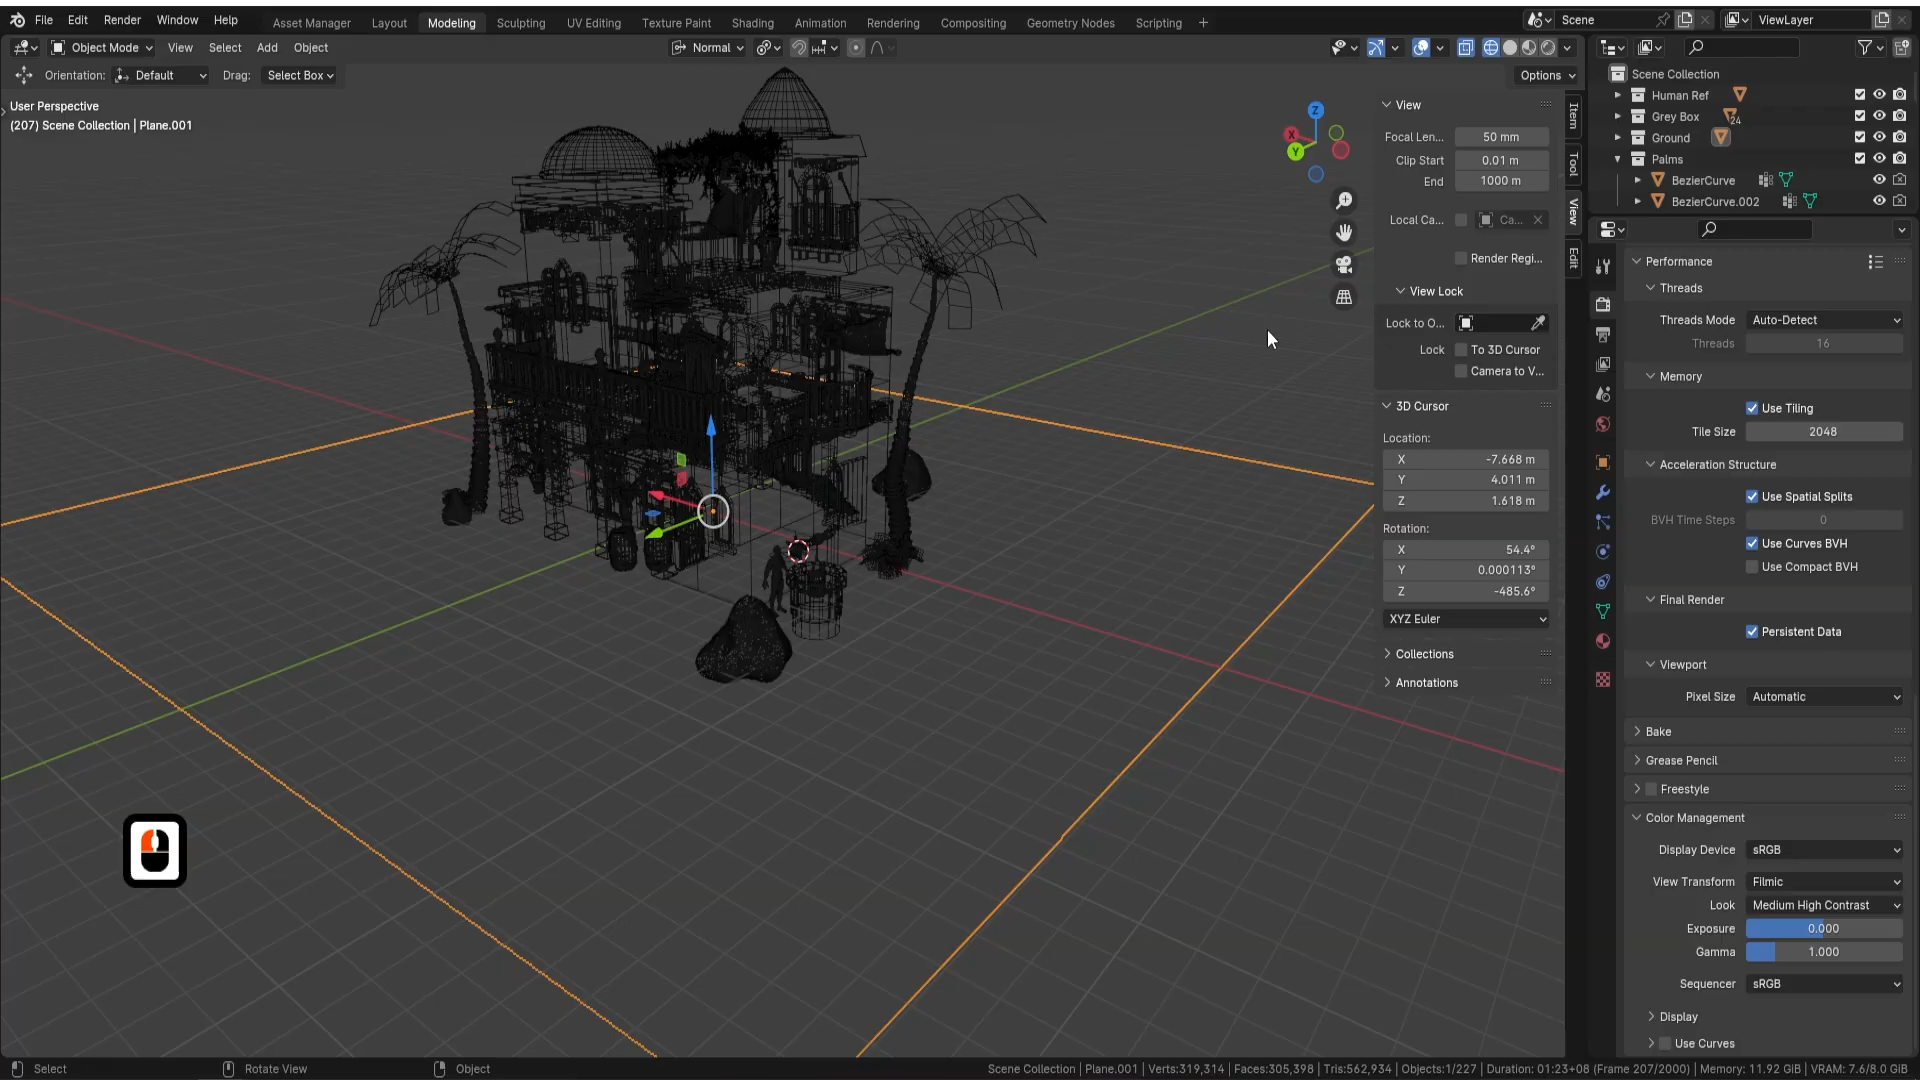 File Edit Render Window Help Asset Manager Layout Modeling Sculpting UV Editing Texture Paint Shading Animation Rendering Compositing Geometry Nodes Scripting + Scene ViewLayer
Object Mode View Select Add Object Normal
Orientation: Default Drag: Select Box Options
User Perspective
(207) Scene Collection | Plane.001
Z
X
Y
View
Focal Len... 50 mm
Clip Start 0.01 m
End 1000 m
Local Ca... Ca...
Render Regi...
View Lock
Lock to O...
Lock To 3D Cursor
Camera to V...
3D Cursor
Location:
X -7.668 m
Y 4.011 m
Z 1.618 m
Rotation:
X 54.4°
Y 0.000113°
Z -485.6°
XYZ Euler
Collections
Annotations
Item
Tool
View
Edit
Scene Collection
Human Ref
Grey Box 24
Ground
Palms
BezierCurve
BezierCurve.002
Performance
Threads
Threads Mode Auto-Detect
Threads 16
Memory
Use Tiling
Tile Size 2048
Acceleration Structure
Use Spatial Splits
BVH Time Steps 0
Use Curves BVH
Use Compact BVH
Final Render
Persistent Data
Viewport
Pixel Size Automatic
Bake
Grease Pencil
Freestyle
Color Management
Display Device sRGB
View Transform Filmic
Look Medium High Contrast
Exposure 0.000
Gamma 1.000
Sequencer sRGB
Display
Use Curves
Select Rotate View Object Scene Collection | Plane.001 | Verts:319,314 | Faces:305,398 | Tris:562,934 | Objects:1/227 | Duration: 01:23+08 (Frame 207/2000) | Memory: 11.92 GiB | VRAM: 7.6/8.0 GiB